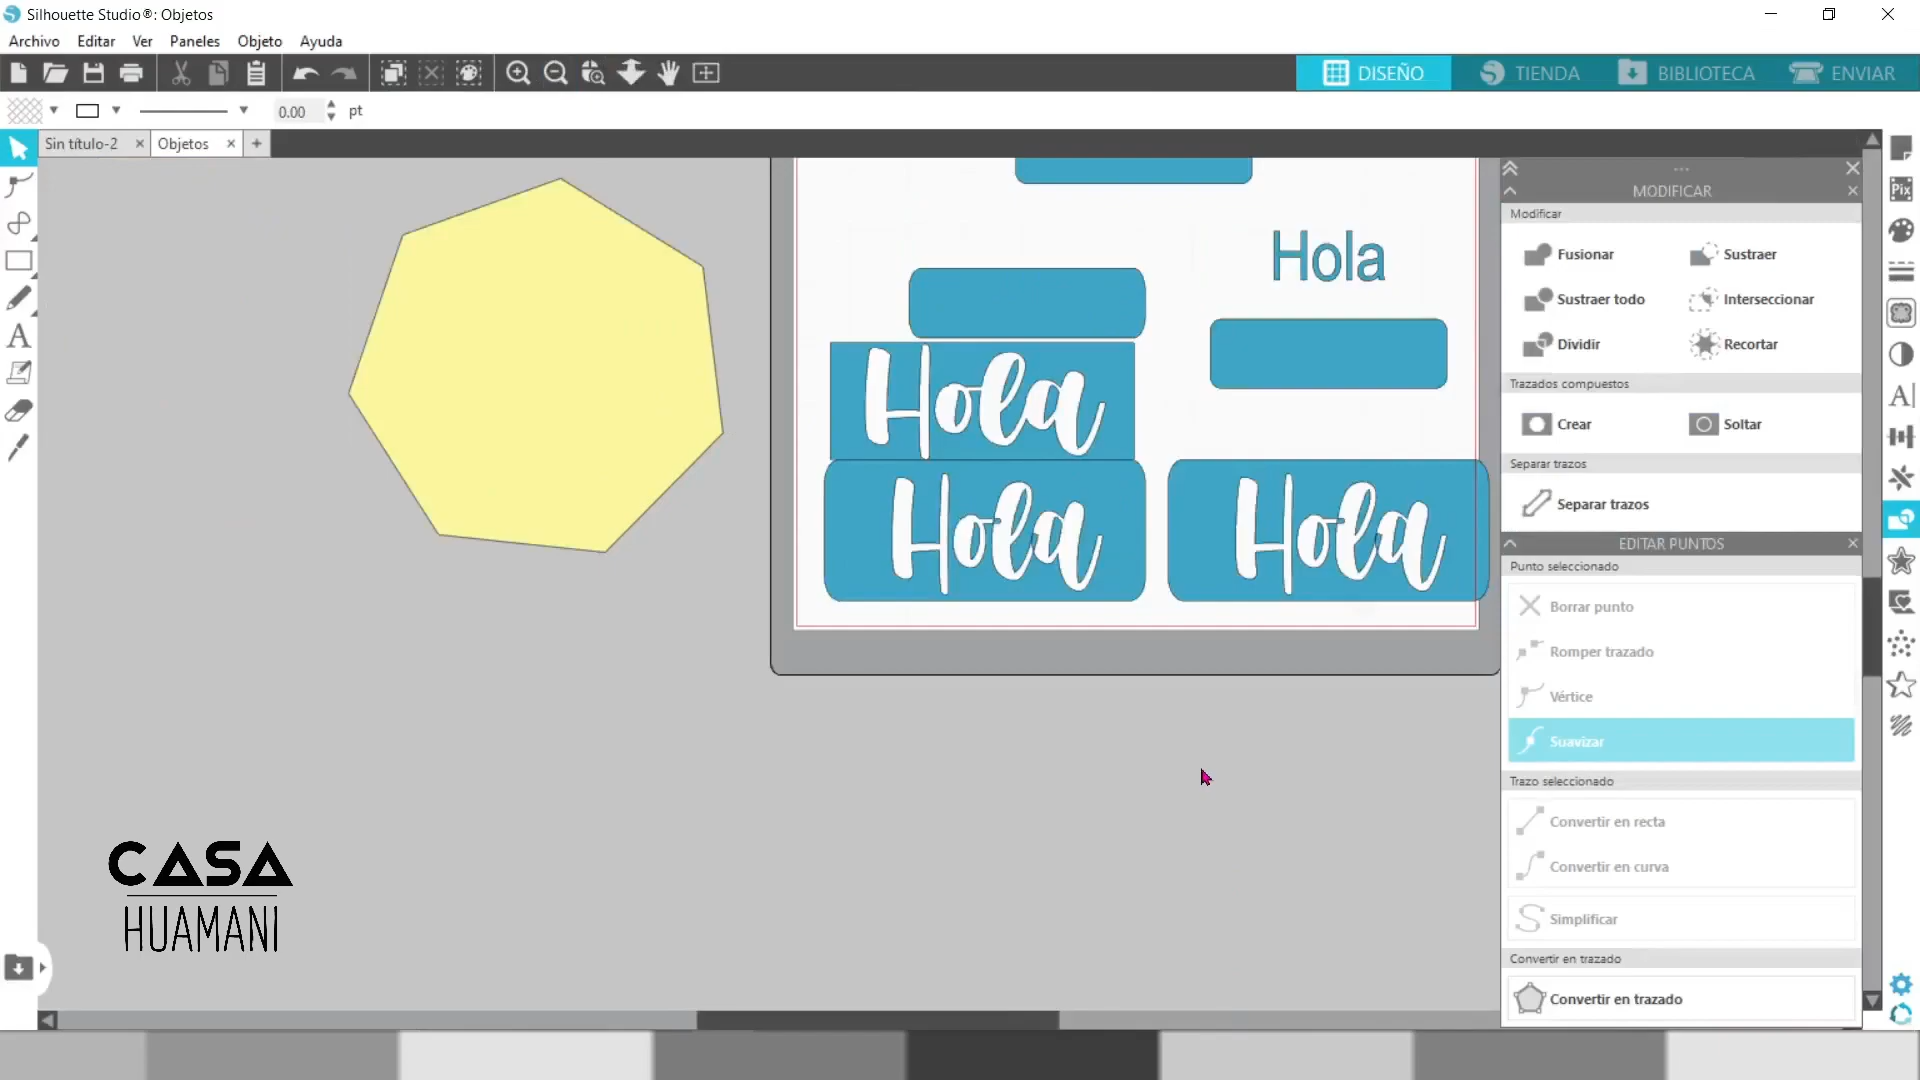 Silhouette Studio®: Objetos
Archivo Editar Ver Paneles Objeto Ayuda
DISEÑO TIENDA BIBLIOTECA ENVIAR
0.00 pt
Sin título-2 Objetos
MODIFICAR
Modificar
Fusionar Sustraer
Sustraer todo Interseccionar
Dividir Recortar
Trazados compuestos
Crear Soltar
Separar trazos
Separar trazos
EDITAR PUNTOS
Punto seleccionado
Borrar punto
Romper trazado
Vértice
Suavizar
Trazo seleccionado
Convertir en recta
Convertir en curva
Simplificar
Convertir en trazado
Convertir en trazado
Pix
Hola
Hola
Hola Hola
CASA
HUAMANI